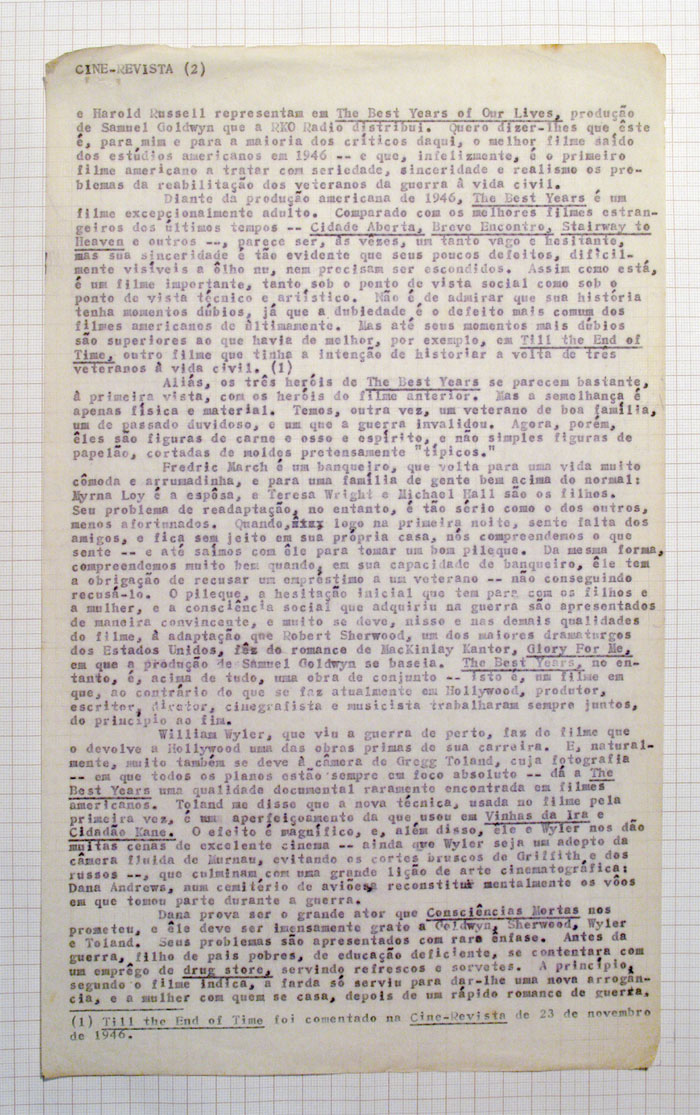 CINE-REVISTA (2)
e Harold Russell representam em The Best Years of Our Lives, produção
de Samuel Goldwyn que a RKO Radio distribui. Quero dizer-lhes que êste
é, para mim e para a maioria dos críticos daqui, o melhor filme saído
dos estúdios americanos em 1946 -- e que, infelizmente, é o primeiro
filme americano a tratar com seriedade, sinceridade e realismo os pro-
blemas da reabilitação dos veteranos da guerra à vida civil.
Diante da produção americana de 1946, The Best Years é um
filme excepcionalmente adulto. Comparado com os melhores filmes estran-
geiros dos últimos tempos -- Cidade Aberta, Breve Encontro, Stairway to
Heaven e outros --, parece ser, às vêzes, um tanto vago e hesitante,
mas sua sinceridade é tão evidente que seus poucos defeitos, dificil-
mente visíveis a ôlho nu, nem precisam ser escondidos. Assim como está,
é um filme importante, tanto sob o ponto de vista social como sob o
ponto de vista técnico e artístico. Não é de admirar que sua história
tenha momentos dúbios, já que a dubiedade é o defeito mais comum dos
filmes americanos de últimamente. Mas até seus momentos mais dúbios
são superiores ao que havia de melhor, por exemplo, em Till the End of
Time, outro filme que tinha a intenção de historiar a volta de três
veteranos à vida civil. (1)
Aliás, os três heróis de The Best Years se parecem bastante,
à primeira vista, com os heróis do filme anterior. Mas a semelhança é
apenas física e material. Temos, outra vez, um veterano de boa família,
um de passado duvidoso, e um que a guerra invalidou. Agora, porém,
êles são figuras de carne e osso e espírito, e não simples figuras de
papelão, cortadas de moldes pretensamente "típicos."
Fredric March é um banqueiro, que volta para uma vida muito
cômoda e arrumadinha, e para uma família de gente bem acima do normal:
Myrna Loy é a espôsa, e Teresa Wright e Michael Hall são os filhos.
Seu problema de readaptação, no entanto, é tão sério como o dos outros,
menos afortunados. Quando, logo na primeira noite, sente falta dos
amigos, e fica sem jeito em sua própria casa, nós compreendemos o que
sente -- e até saímos com êle para tomar um bom pileque. Da mesma forma,
compreendemos muito bem quando, em sua capacidade de banqueiro, êle tem
a obrigação de recusar um empréstimo a um veterano -- não conseguindo
recusá-lo. O pileque, a hesitação inicial que tem para com os filhos e
a mulher, e a consciência social que adquiriu na guerra são apresentados
de maneira convincente, e muito se deve, nisso e nas demais qualidades
do filme, à adaptação que Robert Sherwood, um dos maiores dramaturgos
dos Estados Unidos, fêz do romance de MacKinlay Kantor, Glory For Me,
em que a produção de Samuel Goldwyn se baseia. The Best Years, no en-
tanto, é, acima de tudo, uma obra de conjunto -- isto é, um filme em
que, ao contrário do que se faz atualmente em Hollywood, produtor,
escritor, diretor, cinegrafista e musicista trabalharam sempre juntos,
do princípio ao fim.
William Wyler, que viu a guerra de perto, faz do filme que
o devolve a Hollywood uma das obras primas de sua carreira. E, natural-
mente, muito também se deve à câmera de Gregg Toland, cuja fotografia
-- em que todos os planos estão sempre em foco absoluto -- dá a The
Best Years uma qualidade documental raramente encontrada em filmes
americanos. Toland me disse que a nova técnica, usada no filme pela
primeira vez, é um aperfeiçoamento da que usou em Vinhas da Ira e
Cidadão Kane. O efeito é magnífico, e, além disso, êle e Wyler nos dão
muitas cenas de excelente cinema -- ainda que Wyler seja um adepto da
câmera fluida de Murnau, evitando os cortes bruscos de Griffith e dos
russos --, que culminam com uma grande lição de arte cinematográfica:
Dana Andrews, num cemitério de aviões, reconstitui mentalmente os vôos
em que tomou parte durante a guerra.
Dana prova ser o grande ator que Consciências Mortas nos
prometeu, e êle deve ser imensamente grato a Goldwyn, Sherwood, Wyler
e Toland. Seus problemas são apresentados com rara ênfase. Antes da
guerra, filho de pais pobres, de educação deficiente, se contentara com
um emprêgo de drug store, servindo refrescos e sorvetes. A princípio,
segundo o filme indica, a farda só serviu para dar-lhe uma nova arrogân-
cia, e a mulher com quem se casa, depois de um rápido romance de guerra.
(1) Till the End of Time foi comentado na Cine-Revista de 23 de novembro
de 1946.